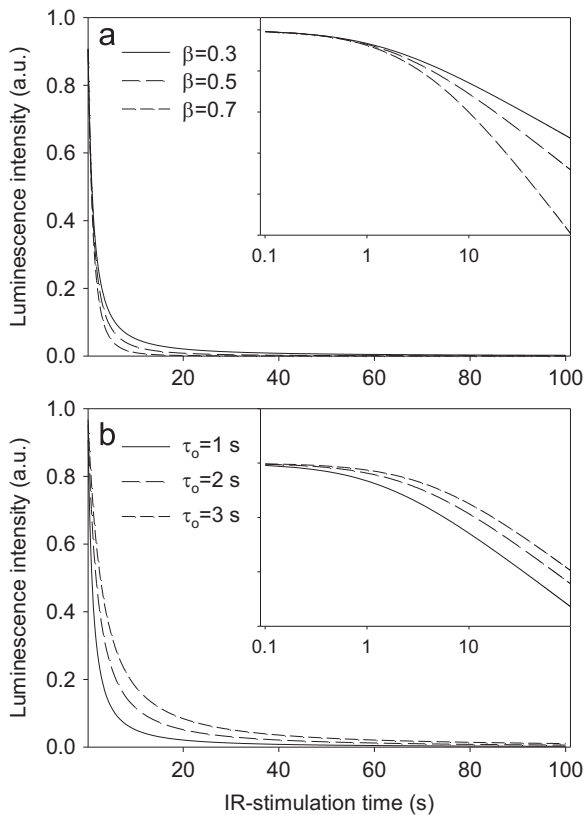 a
β=0.3
β=0.5
β=0.7
Luminescence intensity (a.u.)
1.0
0.8
0.6
0.4
0.2
0.0
0.1 1 10
20 40 60 80 100
b
τo=1 s
τo=2 s
τo=3 s
Luminescence intensity (a.u.)
1.0
0.8
0.6
0.4
0.2
0.0
0.1 1 10
20 40 60 80 100
IR-stimulation time (s)